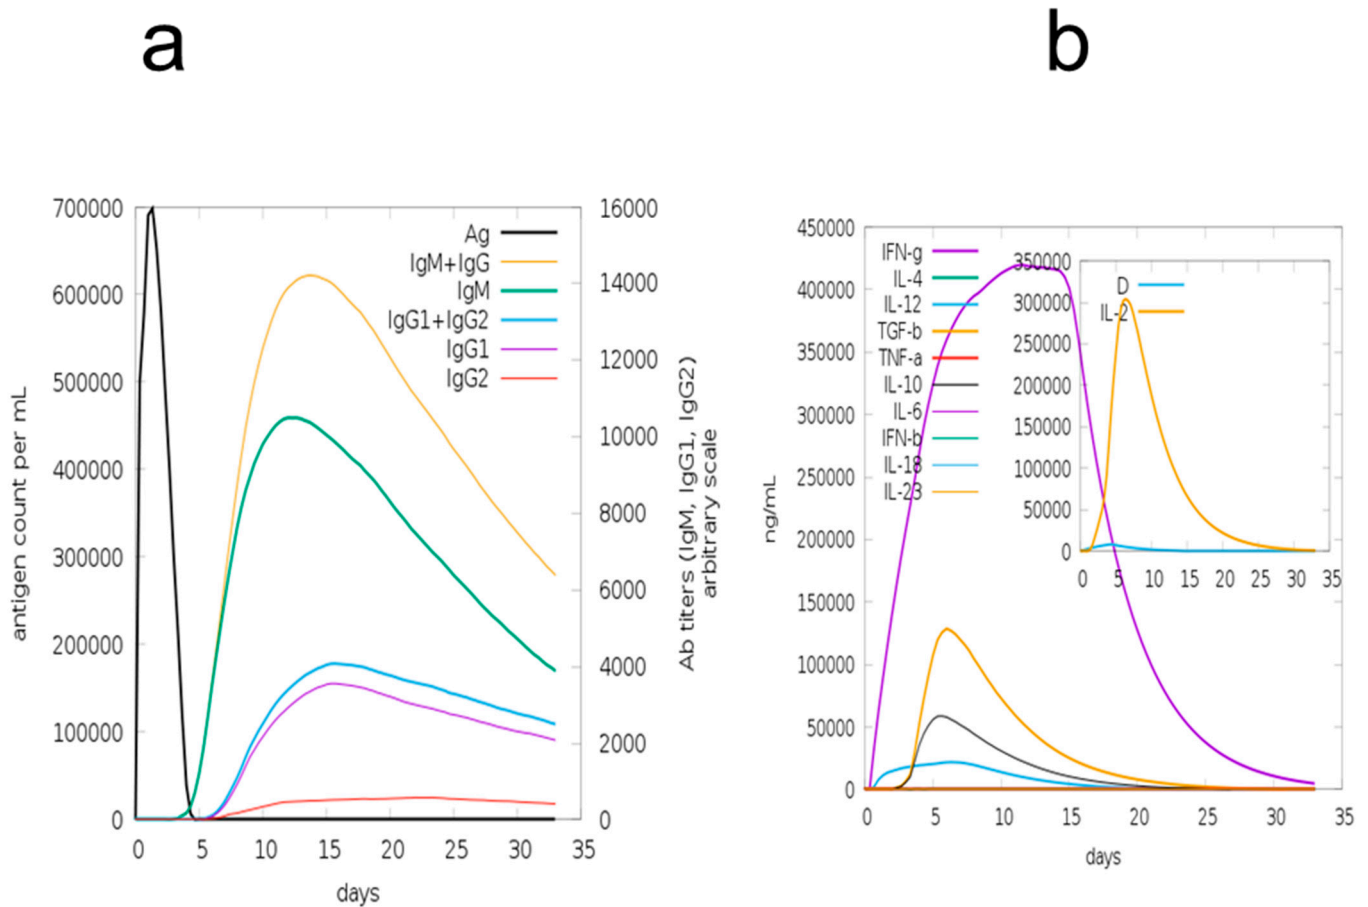 a
b
700000
600000
500000
400000
300000
200000
100000
0
antigen count per mL
Ag
IgM+IgG
IgM
IgG1+IgG2
IgG1
IgG2
16000
14000
12000
10000
8000
6000
4000
2000
0
Ab titers (IgM, IgG1, IgG2)
arbitrary scale
0 5 10 15 20 25 30 35
days
450000
400000
350000
300000
250000
200000
150000
100000
50000
0
ng/mL
IFN-g
IL-4
IL-12
TGF-b
TNF-a
IL-10
IL-6
IFN-b
IL-18
IL-23
350000
300000
250000
200000
150000
100000
50000
0
D
IL-2
0 5 10 15 20 25 30 35
0 5 10 15 20 25 30 35
days